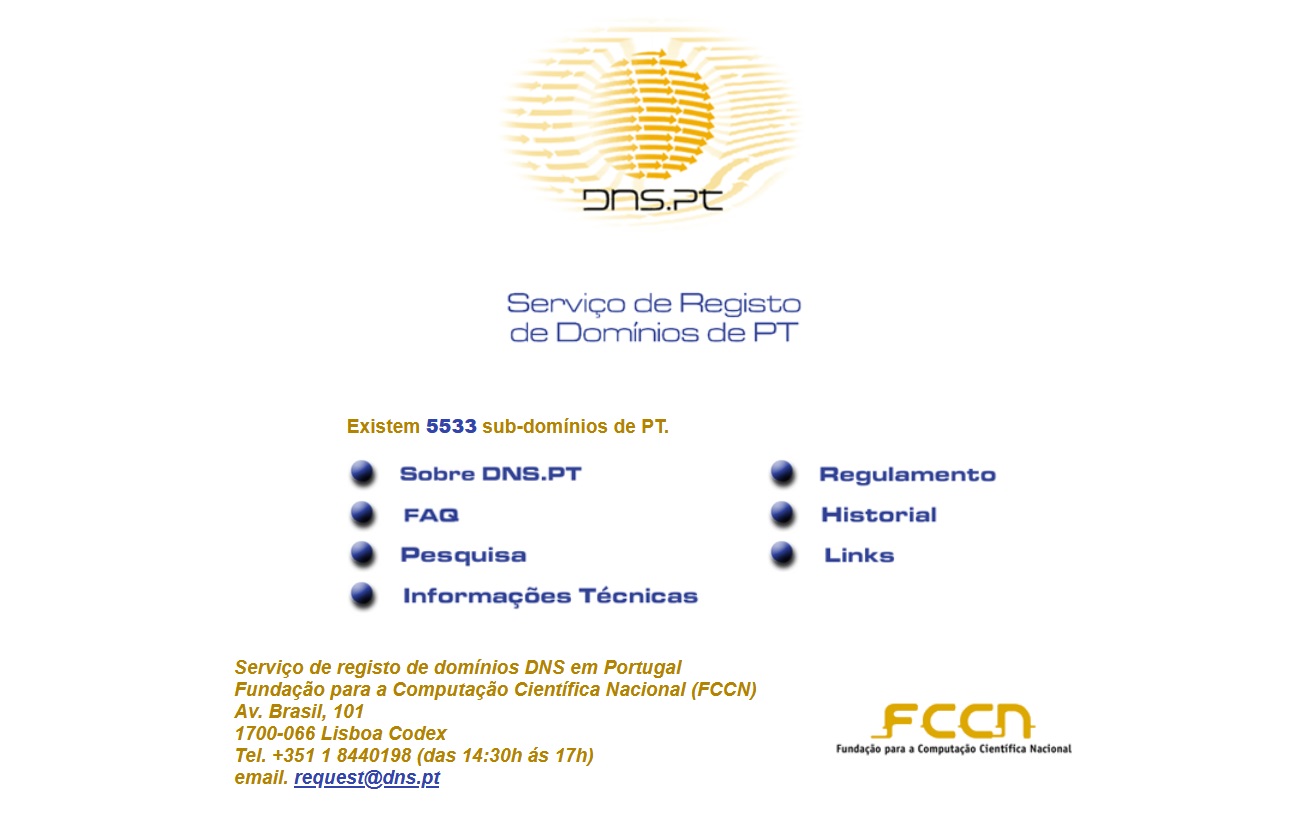 DNS.PT
Serviço de Registo
de Domínios de PT
Existem 5533 sub-domínios de PT.
Sobre DNS.PT
Regulamento
FAQ
Historial
Pesquisa
Links
Informações Técnicas
Serviço de registo de domínios DNS em Portugal
Fundação para a Computação Científica Nacional (FCCN)
Av. Brasil, 101
1700-066 Lisboa Codex
Tel. +351 1 8440198 (das 14:30h ás 17h)
email. request@dns.pt
FCCN
Fundação para a Computação Científica Nacional